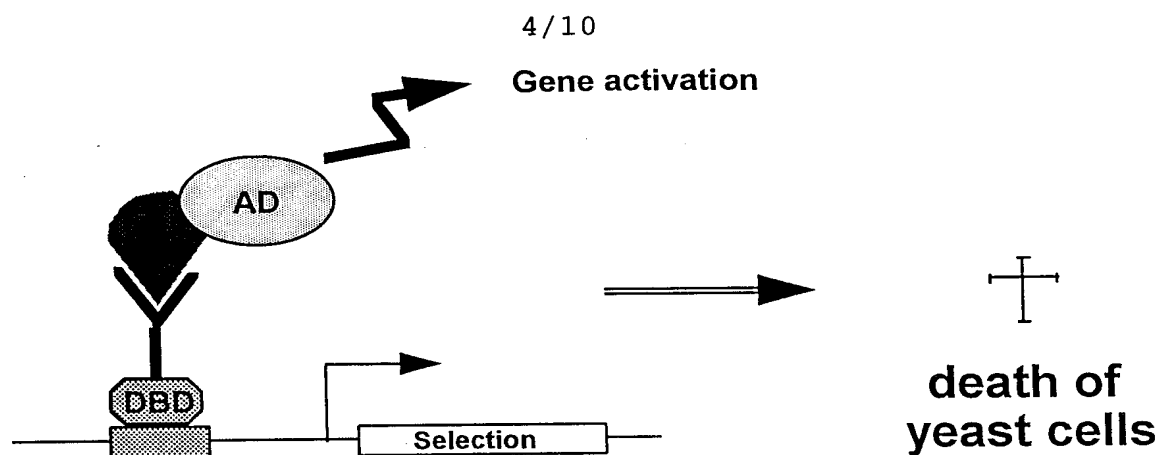 4/10
Gene activation
AD
DBD
Selection
death of
yeast cells